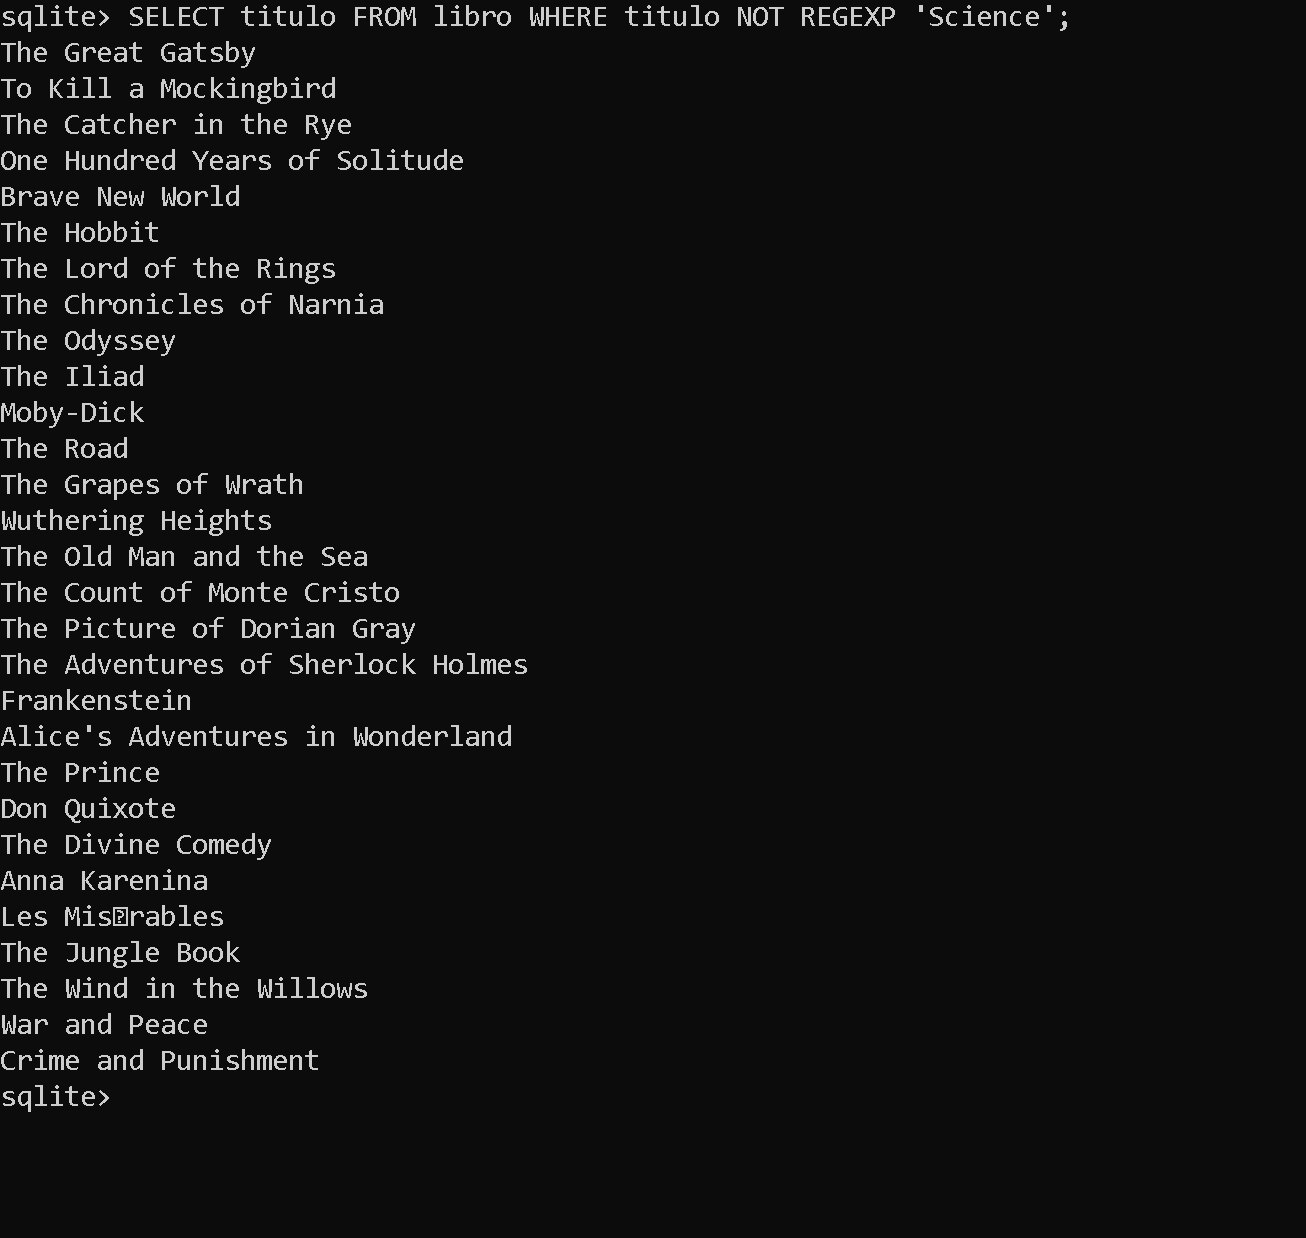 sqlite> SELECT titulo FROM libro WHERE titulo NOT REGEXP 'Science';
The Great Gatsby
To Kill a Mockingbird
The Catcher in the Rye
One Hundred Years of Solitude
Brave New World
The Hobbit
The Lord of the Rings
The Chronicles of Narnia
The Odyssey
The Iliad
Moby-Dick
The Road
The Grapes of Wrath
Wuthering Heights
The Old Man and the Sea
The Count of Monte Cristo
The Picture of Dorian Gray
The Adventures of Sherlock Holmes
Frankenstein
Alice's Adventures in Wonderland
The Prince
Don Quixote
The Divine Comedy
Anna Karenina
Les Mis�rables
The Jungle Book
The Wind in the Willows
War and Peace
Crime and Punishment
sqlite>